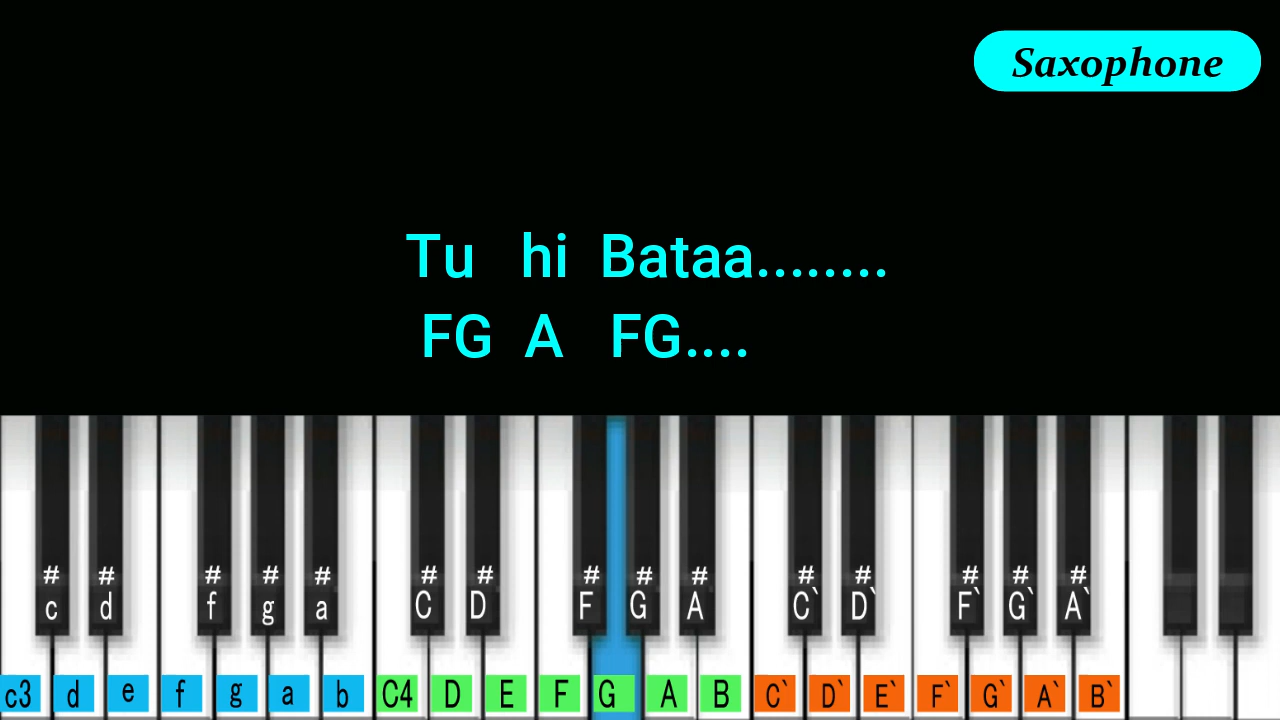 Saxophone
Tu hi Bataa........
FG A FG....
# # # # # # # # # # # # # # #
c d f g a C D F G A C` D` F` G` A`
c3 d e f g a b C4 D E F G A B C` D` E` F` G` A` B`